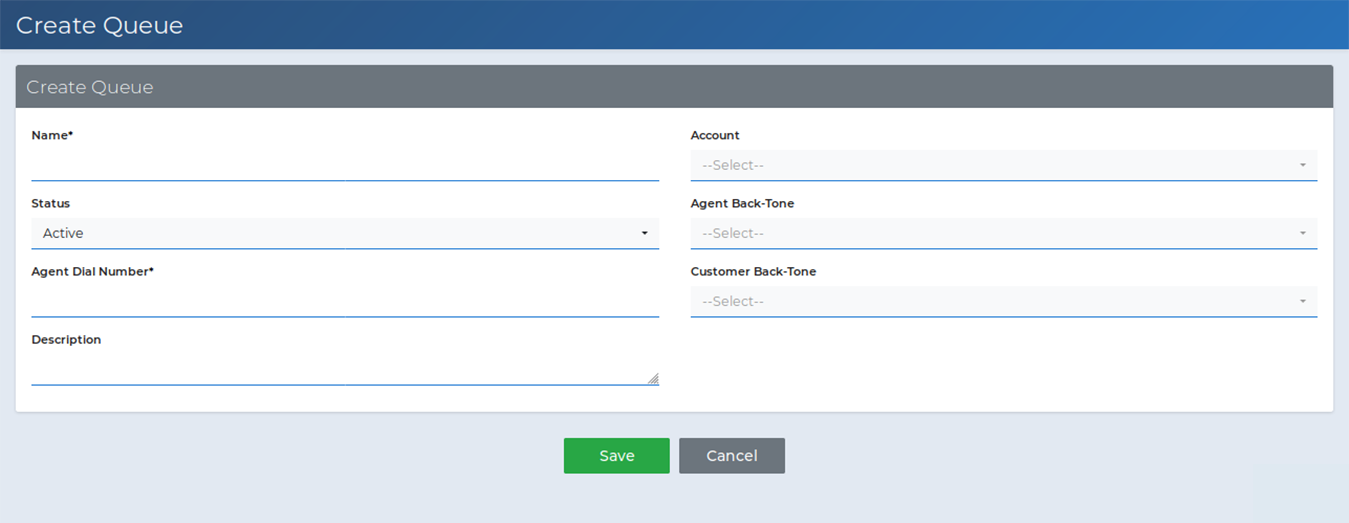 Create Queue
Create Queue
Name*
Account
--Select--
Status
Active
Agent Back-Tone
--Select--
Agent Dial Number*
Customer Back-Tone
--Select--
Description
Save
Cancel